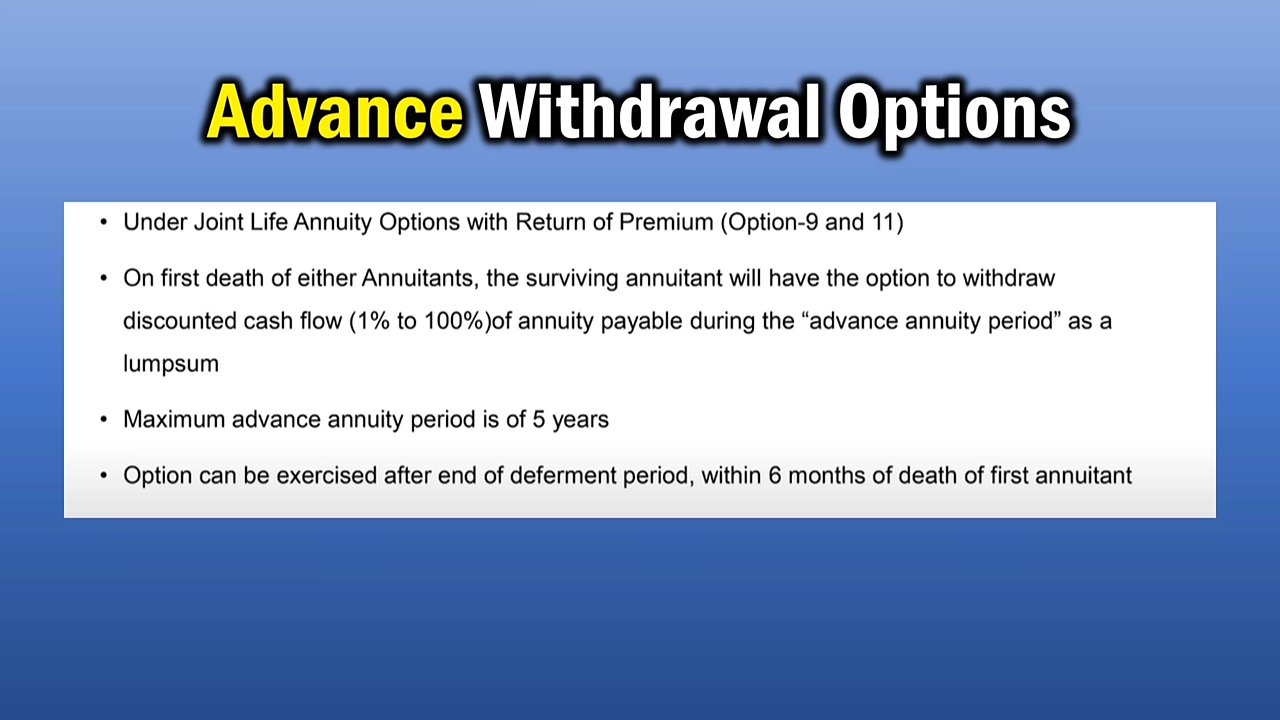 Advance Withdrawal Options
• Under Joint Life Annuity Options with Return of Premium (Option-9 and 11)
• On first death of either Annuitants, the surviving annuitant will have the option to withdraw
discounted cash flow (1% to 100%)of annuity payable during the “advance annuity period” as a
lumpsum
• Maximum advance annuity period is of 5 years
• Option can be exercised after end of deferment period, within 6 months of death of first annuitant